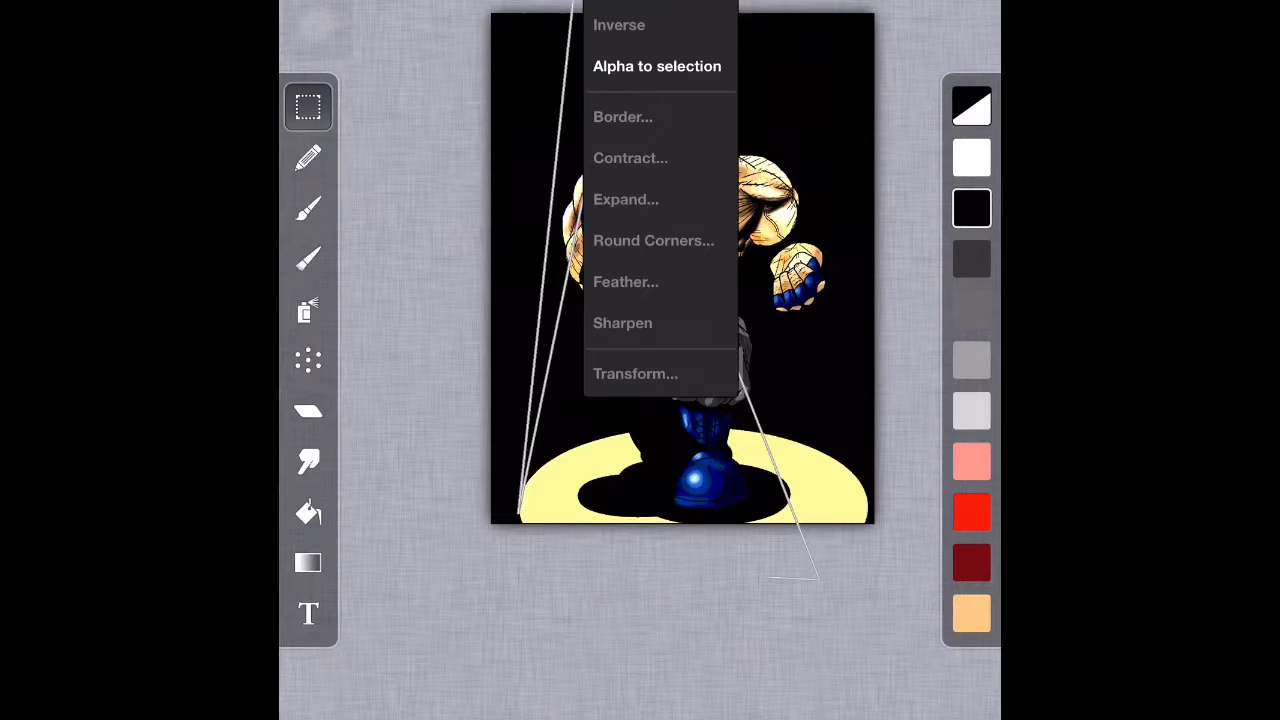 Inverse
Alpha to selection
Border...
Contract...
Expand...
Round Corners...
Feather...
Sharpen
Transform...
T